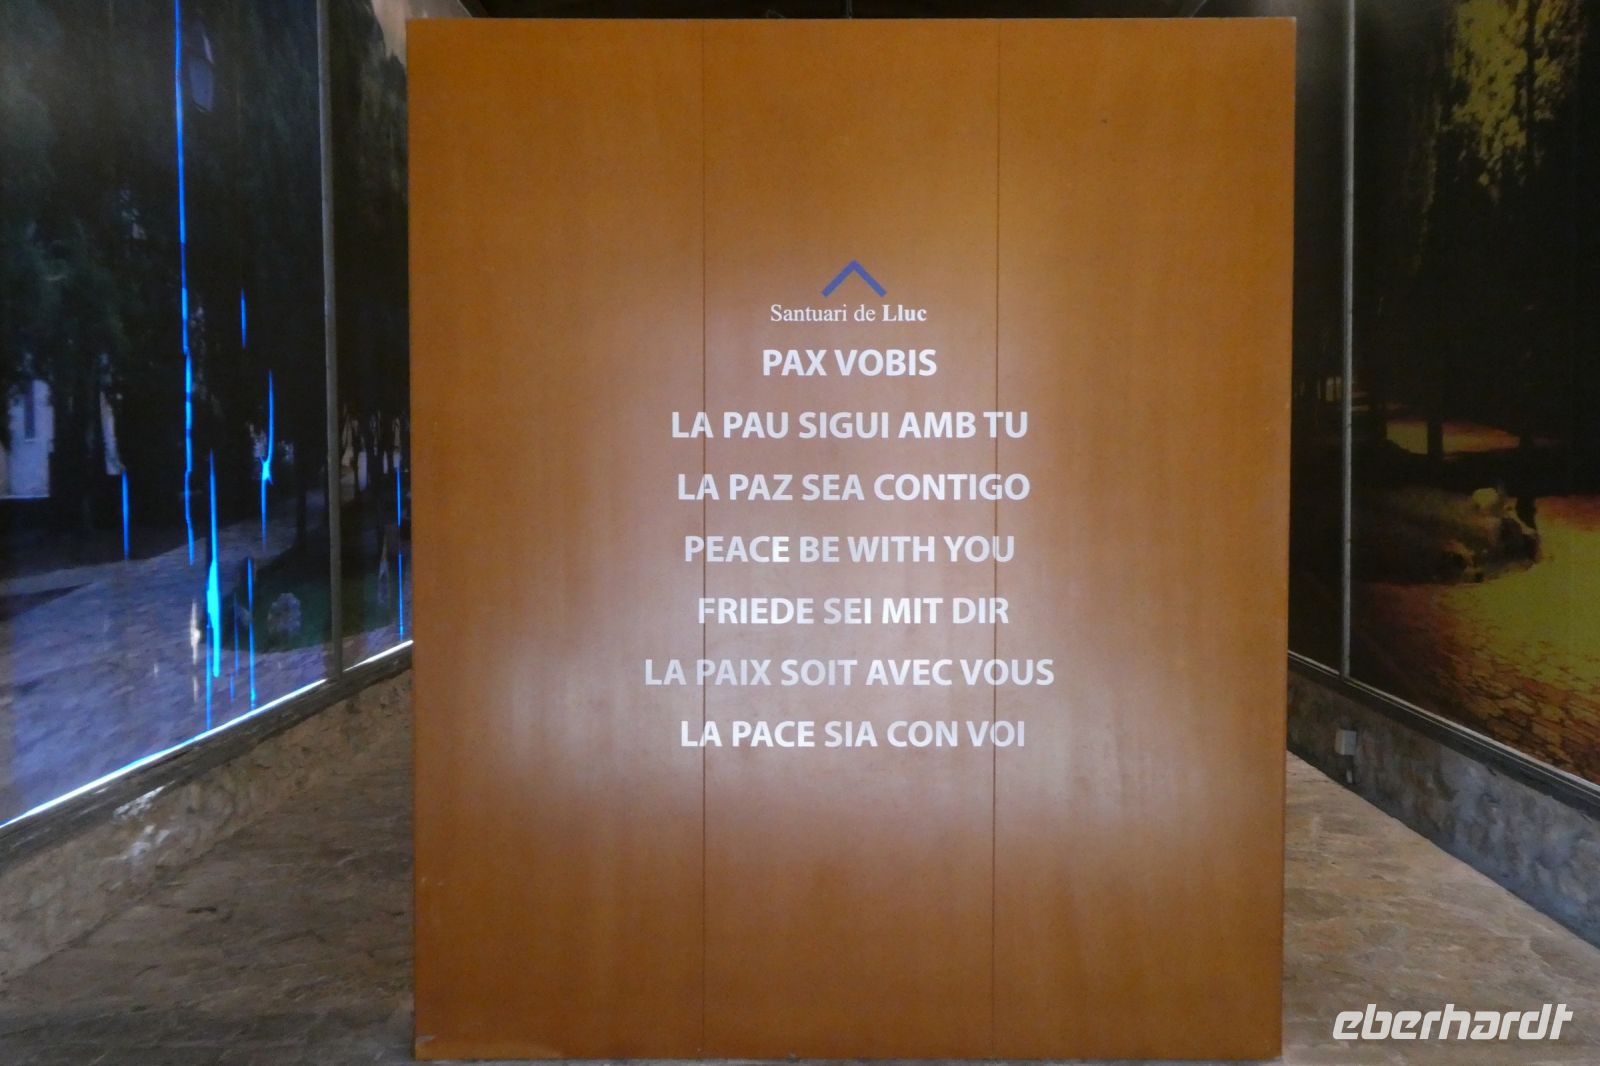 Santuari de Lluc
PAX VOBIS
LA PAU SIGUI AMB TU
LA PAZ SEA CONTIGO
PEACE BE WITH YOU
FRIEDE SEI MIT DIR
LA PAIX SOIT AVEC VOUS
LA PACE SIA CON VOI
eberhardt